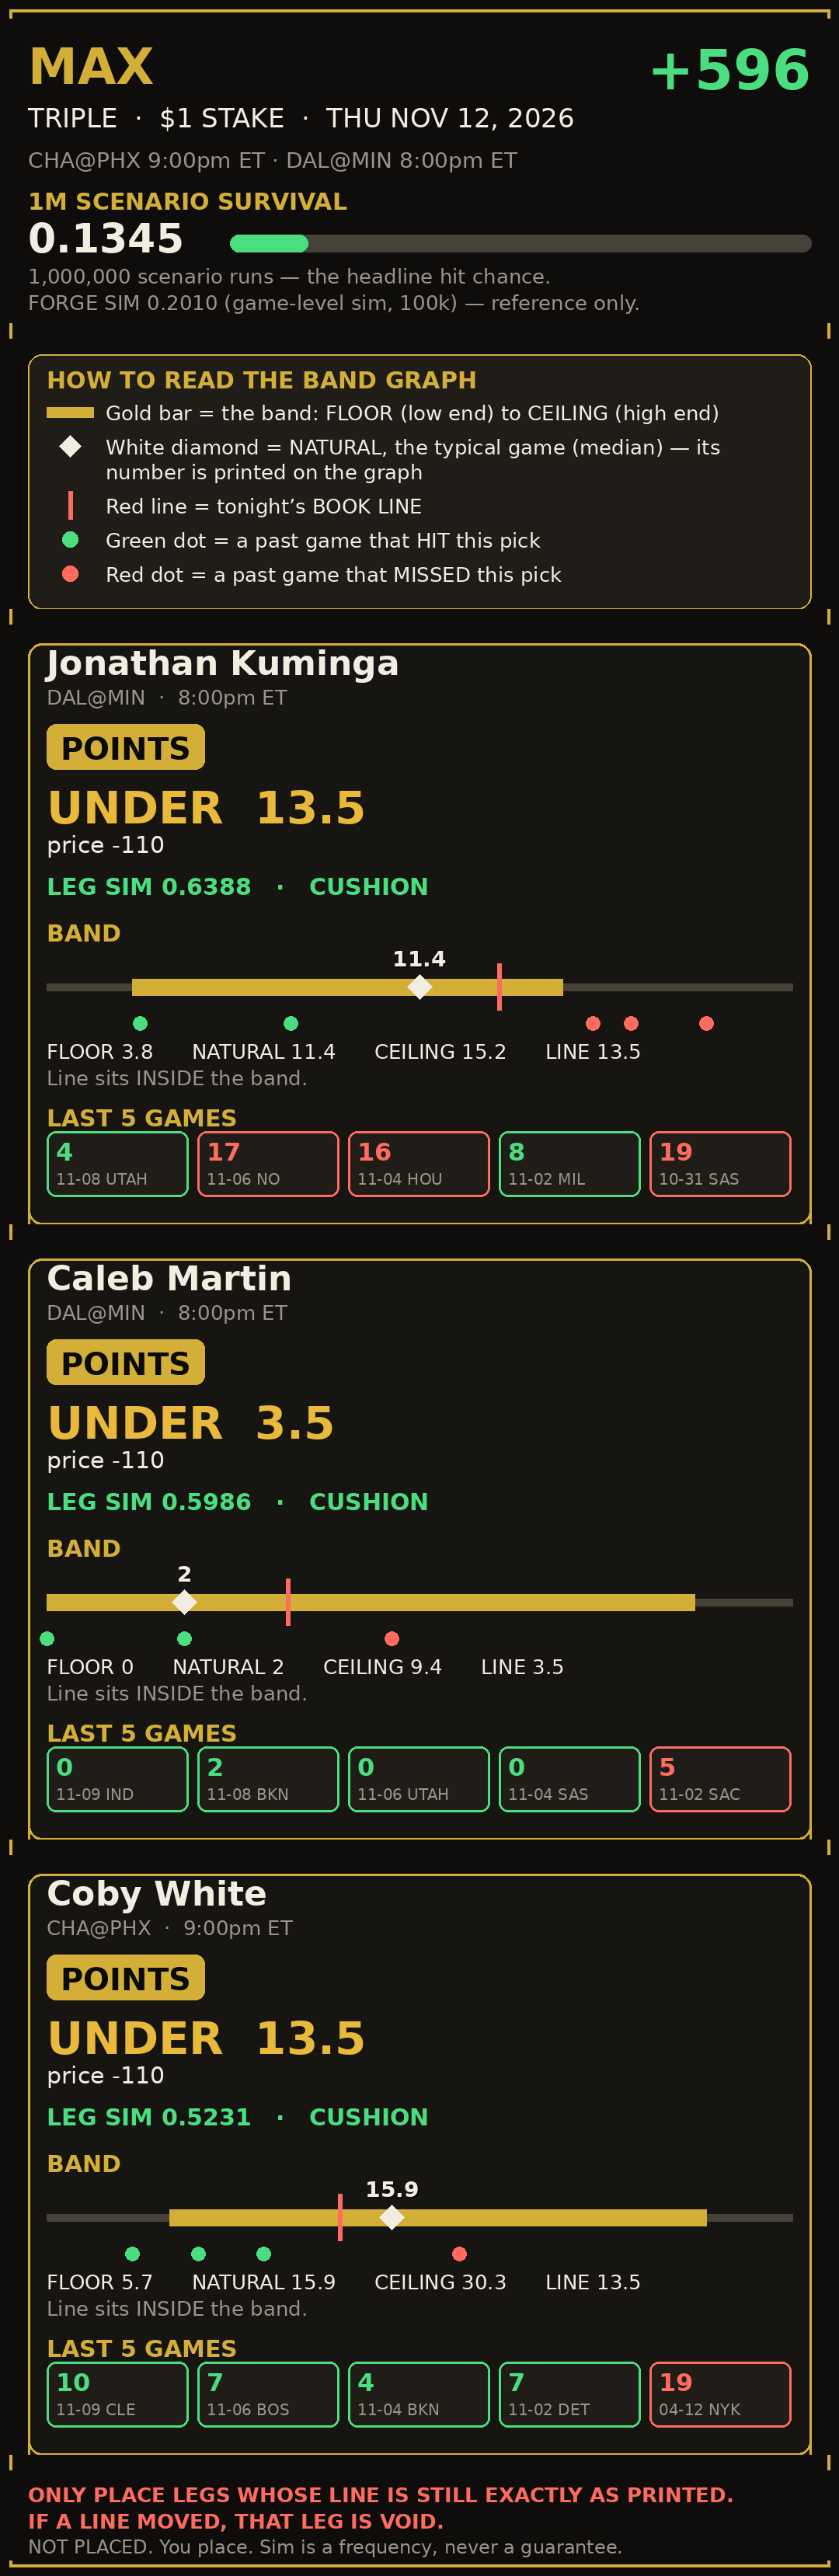 MAX
+596
TRIPLE · $1 STAKE · THU NOV 12, 2026
CHA@PHX 9:00pm ET · DAL@MIN 8:00pm ET
1M SCENARIO SURVIVAL
0.1345
1,000,000 scenario runs — the headline hit chance.
FORGE SIM 0.2010 (game-level sim, 100k) — reference only.
HOW TO READ THE BAND GRAPH
Gold bar = the band: FLOOR (low end) to CEILING (high end)
White diamond = NATURAL, the typical game (median) — its
number is printed on the graph
Red line = tonight’s BOOK LINE
Green dot = a past game that HIT this pick
Red dot = a past game that MISSED this pick
Jonathan Kuminga
DAL@MIN · 8:00pm ET
POINTS
UNDER 13.5
price -110
LEG SIM 0.6388 · CUSHION
BAND
11.4
FLOOR 3.8 NATURAL 11.4 CEILING 15.2 LINE 13.5
Line sits INSIDE the band.
LAST 5 GAMES
4 17 16 8 19
11-08 UTAH 11-06 NO 11-04 HOU 11-02 MIL 10-31 SAS
Caleb Martin
DAL@MIN · 8:00pm ET
POINTS
UNDER 3.5
price -110
LEG SIM 0.5986 · CUSHION
BAND
2
FLOOR 0 NATURAL 2 CEILING 9.4 LINE 3.5
Line sits INSIDE the band.
LAST 5 GAMES
0 2 0 0 5
11-09 IND 11-08 BKN 11-06 UTAH 11-04 SAS 11-02 SAC
Coby White
CHA@PHX · 9:00pm ET
POINTS
UNDER 13.5
price -110
LEG SIM 0.5231 · CUSHION
BAND
15.9
FLOOR 5.7 NATURAL 15.9 CEILING 30.3 LINE 13.5
Line sits INSIDE the band.
LAST 5 GAMES
10 7 4 7 19
11-09 CLE 11-06 BOS 11-04 BKN 11-02 DET 04-12 NYK
ONLY PLACE LEGS WHOSE LINE IS STILL EXACTLY AS PRINTED.
IF A LINE MOVED, THAT LEG IS VOID.
NOT PLACED. You place. Sim is a frequency, never a guarantee.